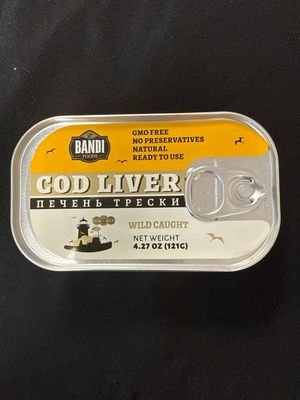 BANDI
FOODS
GMO FREE
NO PRESERVATIVES
NATURAL
READY TO USE
COD LIVER
ПЕЧЕНЬ ТРЕСКИ
WILD CAUGHT
NET WEIGHT
4.27 OZ (121G)